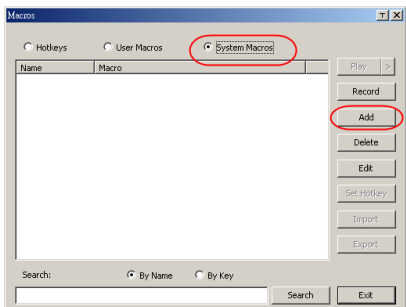 Macros
Hotkeys User Macros System Macros
Name Macro
Play >
Record
Add
Delete
Edit
Set Hotkey
Import
Export
Search: By Name By Key
Search Exit